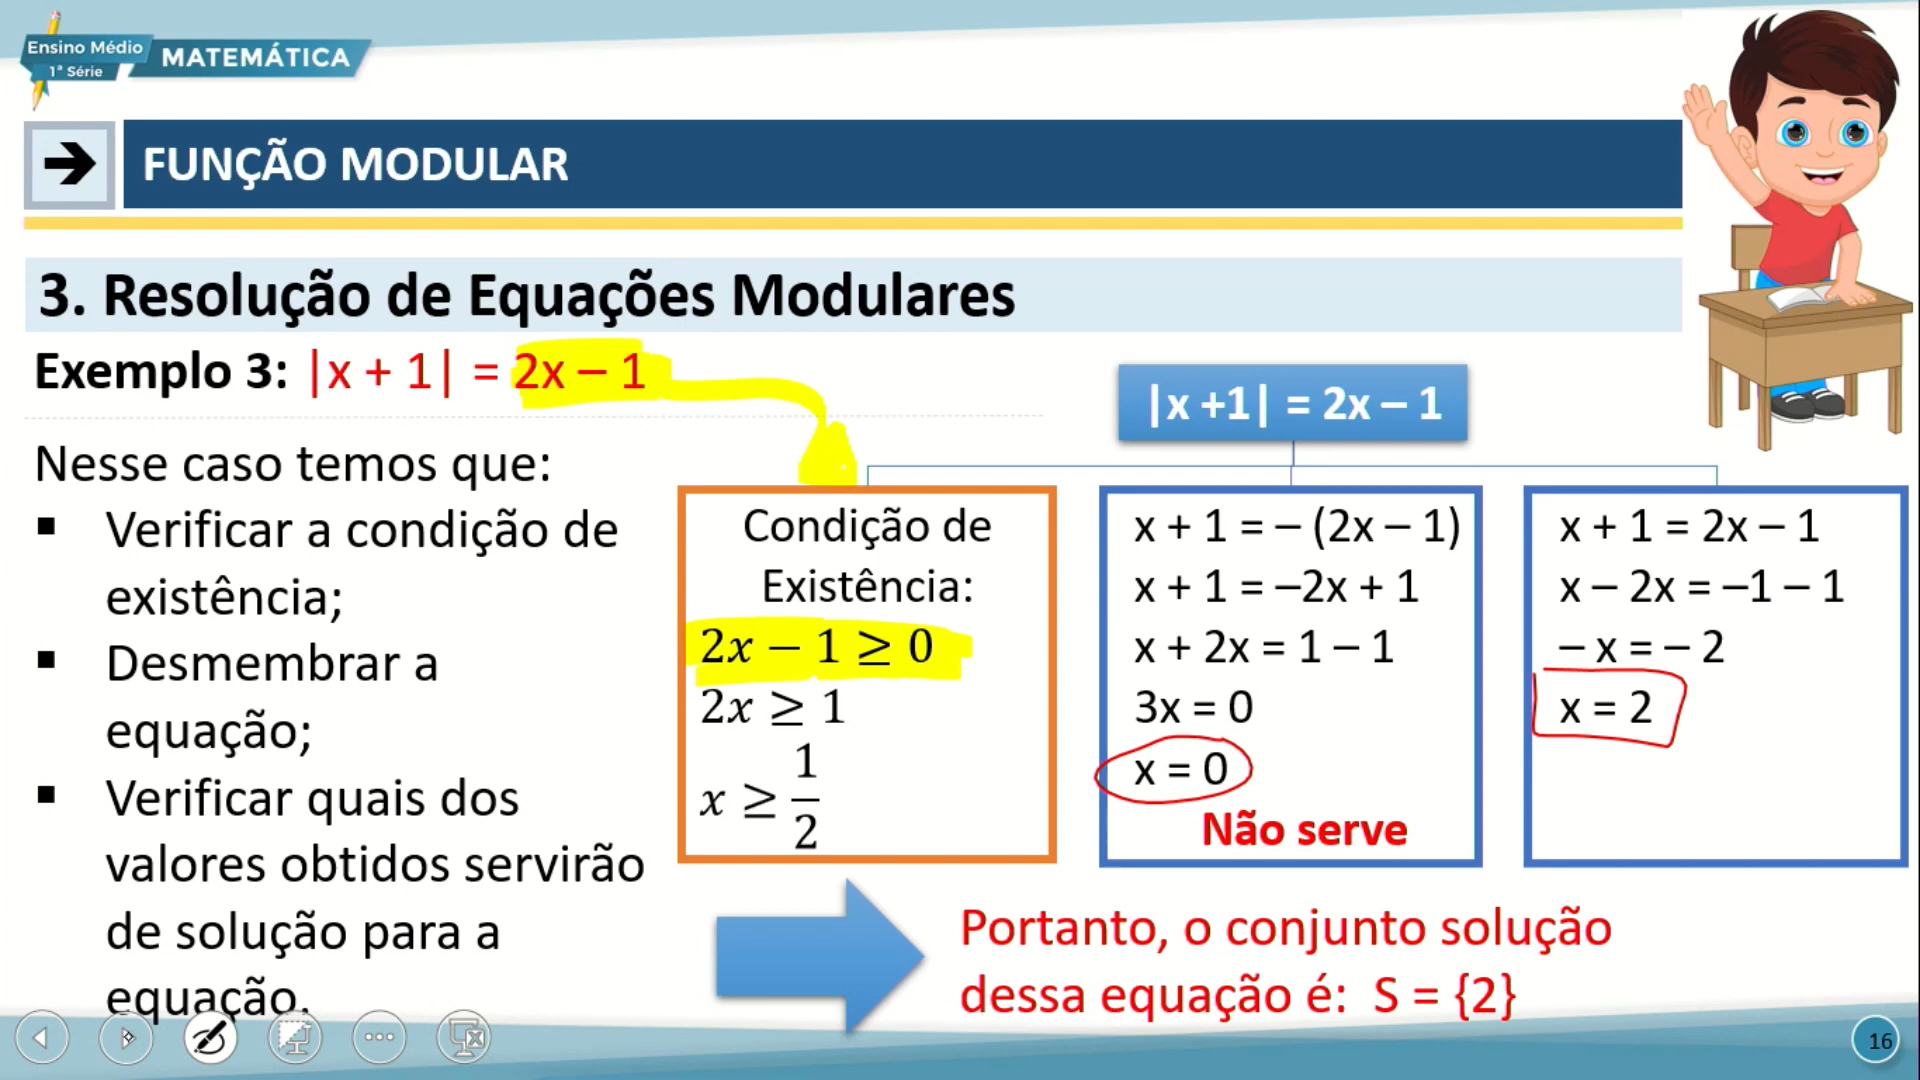 Ensino Médio
1ª Série
MATEMÁTICA
FUNÇÃO MODULAR
3. Resolução de Equações Modulares
Exemplo 3: |x + 1| = 2x – 1
|x +1| = 2x – 1
Nesse caso temos que:
▪ Verificar a condição de
existência;
▪ Desmembrar a
equação;
▪ Verificar quais dos
valores obtidos servirão
de solução para a
equação.
Condição de
Existência:
2x − 1 ≥ 0
2x ≥ 1
x ≥ 1/2
x + 1 = – (2x – 1)
x + 1 = –2x + 1
x + 2x = 1 – 1
3x = 0
x = 0
Não serve
x + 1 = 2x – 1
x – 2x = –1 – 1
– x = – 2
x = 2
Portanto, o conjunto solução
dessa equação é: S = {2}
16